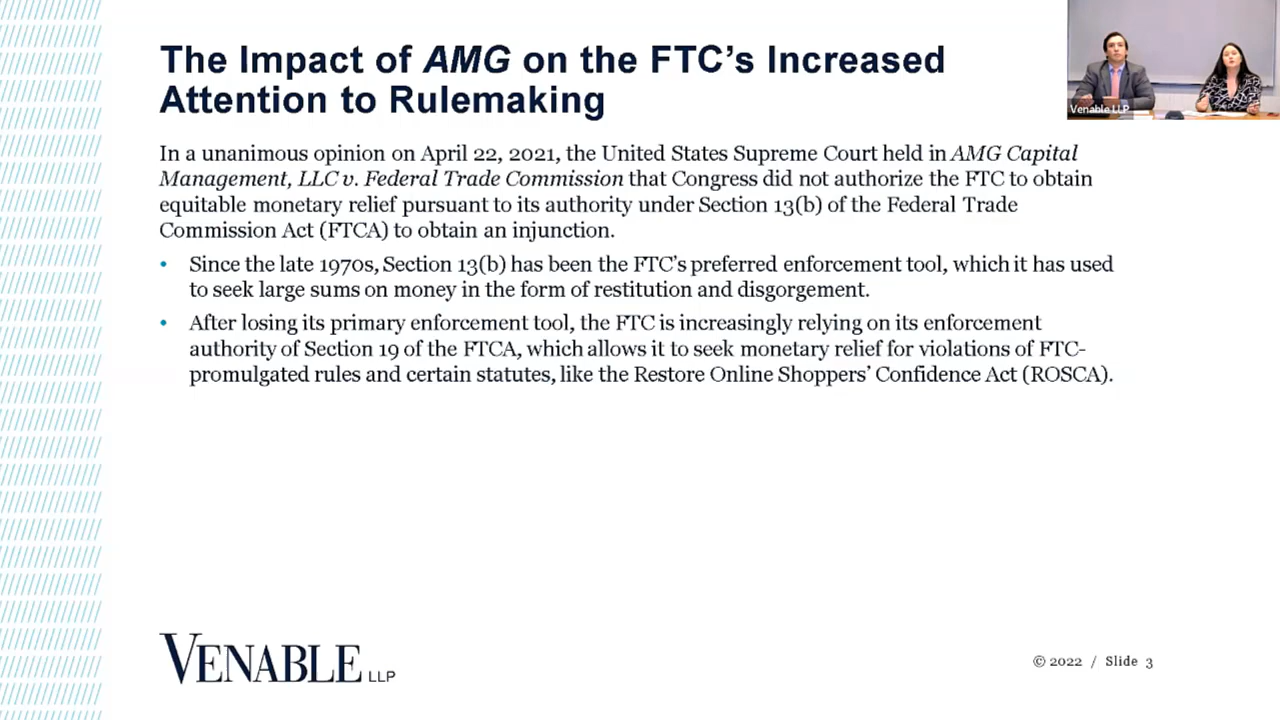 The Impact of AMG on the FTC's Increased
Attention to Rulemaking
Venable LLP
In a unanimous opinion on April 22, 2021, the United States Supreme Court held in AMG Capital
Management, LLC v. Federal Trade Commission that Congress did not authorize the FTC to obtain
equitable monetary relief pursuant to its authority under Section 13(b) of the Federal Trade
Commission Act (FTCA) to obtain an injunction.
• Since the late 1970s, Section 13(b) has been the FTC's preferred enforcement tool, which it has used
to seek large sums on money in the form of restitution and disgorgement.
• After losing its primary enforcement tool, the FTC is increasingly relying on its enforcement
authority of Section 19 of the FTCA, which allows it to seek monetary relief for violations of FTC-
promulgated rules and certain statutes, like the Restore Online Shoppers' Confidence Act (ROSCA).
VENABLE LLP
© 2022 / Slide 3